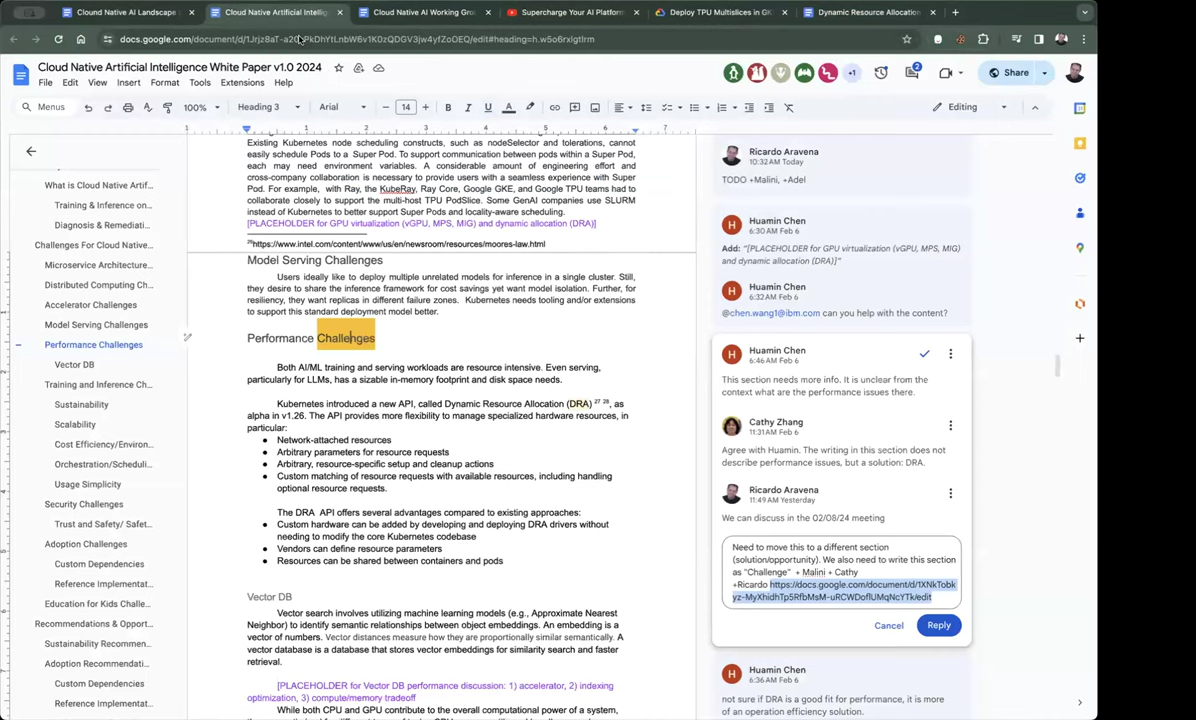 Cloud Native AI Landscape
Cloud Native Artificial Intellig
Cloud Native AI Working Gro
Supercharge Your AI Platform
Deploy TPU Multislices in GK
Dynamic Resource Allocation
Cloud Native Artificial Intelligence White Paper v1.0 2024
File Edit View Insert Format Tools Extensions Help
+1
2
Share
Menus
100%
Heading 3
Arial
14
Editing
1 1 2 3 4 5 6 7
What is Cloud Native Artif...
Training & Inference on...
Diagnose & Remediati...
Challenges For Cloud Native...
Microservice Architecture...
Distributed Computing Ch...
Accelerator Challenges
Model Serving Challenges
Performance Challenges
Vector DB
Training and Inference Ch...
Sustainability
Scalability
Cost Efficiency/Environ...
Orchestration/Scheduli...
Usage Simplicity
Security Challenges
Trust and Safety/ Safet...
Adoption Challenges
Custom Dependencies
Reference Implementat...
Education for Kids Challe...
Recommendations & Opport...
Sustainability Recommen...
Adoption Recommendati...
Custom Dependencies
Reference Implementat...
Existing Kubernetes node scheduling constructs, such as nodeSelector and tolerations, cannot
easily schedule Pods to a Super Pod. To support communication between pods within a Super Pod,
each may need environment variables. A considerable amount of engineering effort and
cross-company collaboration is necessary to provide users with a seamless experience with Super
Pod. For example, with Ray, the KubeRay, Ray Core, Google GKE, and Google TPU teams had to
collaborate closely to support the multi-host TPU PodSlice. Some GenAI companies use SLURM
instead of Kubernetes to better support Super Pods and locality-aware scheduling.
[PLACEHOLDER for GPU virtualization (vGPU, MPS, MIG) and dynamic allocation (DRA)]
https://www.intel.com/content/www/us/en/newsroom/resources/moores-law.html
Model Serving Challenges
Users ideally like to deploy multiple unrelated models for inference in a single cluster. Still,
they desire to share the inference framework for cost savings yet want model isolation. Further, for
resiliency, they want replicas in different failure zones. Kubernetes needs tooling and/or extensions
to support this standard deployment model better.
Performance Challenges
Both AI/ML training and serving workloads are resource intensive. Even serving,
particularly for LLMs, has a sizable in-memory footprint and disk space needs.
Kubernetes introduced a new API, called Dynamic Resource Allocation (DRA) 27 28, as
alpha in v1.26. The API provides more flexibility to manage specialized hardware resources, in
particular:
● Network-attached resources
● Arbitrary parameters for resource requests
● Arbitrary, resource-specific setup and cleanup actions
● Custom matching of resource requests with available resources, including handling
optional resource requests.
The DRA API offers several advantages compared to existing approaches:
● Custom hardware can be added by developing and deploying DRA drivers without
needing to modify the core Kubernetes codebase
● Vendors can define resource parameters
● Resources can be shared between containers and pods
Vector DB
Vector search involves utilizing machine learning models (e.g., Approximate Nearest
Neighbor) to identify semantic relationships between object embeddings. An embedding is a
vector of numbers. Vector distances measure how they are proportionally similar semantically. A
vector database is a database that stores vector embeddings for similarity search and faster
retrieval.
[PLACEHOLDER for Vector DB performance discussion: 1) accelerator, 2) indexing
optimization, 3) compute/memory tradeoff
While both CPU and GPU contribute to the overall computational power of a system,
Ricardo Aravena
10:32 AM Today
TODO +Malini, +Adel
H
Huamin Chen
6:30 AM Feb 6
Add: "[PLACEHOLDER for GPU virtualization (vGPU, MPS, MIG)
and dynamic allocation (DRA)]"
H
Huamin Chen
6:32 AM Feb 6
@chen.wang1@ibm.com can you help with the content?
H
Huamin Chen
6:46 AM Feb 6
This section needs more info. It is unclear from the
context what are the performance issues there.
Cathy Zhang
11:31 AM Feb 6
Agree with Huamin. The writing in this section does not
describe performance issues, but a solution: DRA.
Ricardo Aravena
11:49 AM Yesterday
We can discuss in the 02/08/24 meeting
Need to move this to a different section
(solution/opportunity). We also need to write this section
as "Challenge" + Malini + Cathy
+Ricardo https://docs.google.com/document/d/1XNkTobk
yz-MyXhidhTp5RfbMsM-uRCWDoflUMqNcYTk/edit
Cancel
Reply
H
Huamin Chen
6:36 AM Feb 6
not sure if DRA is a good fit for performance, it is more
of an operation efficiency solution.